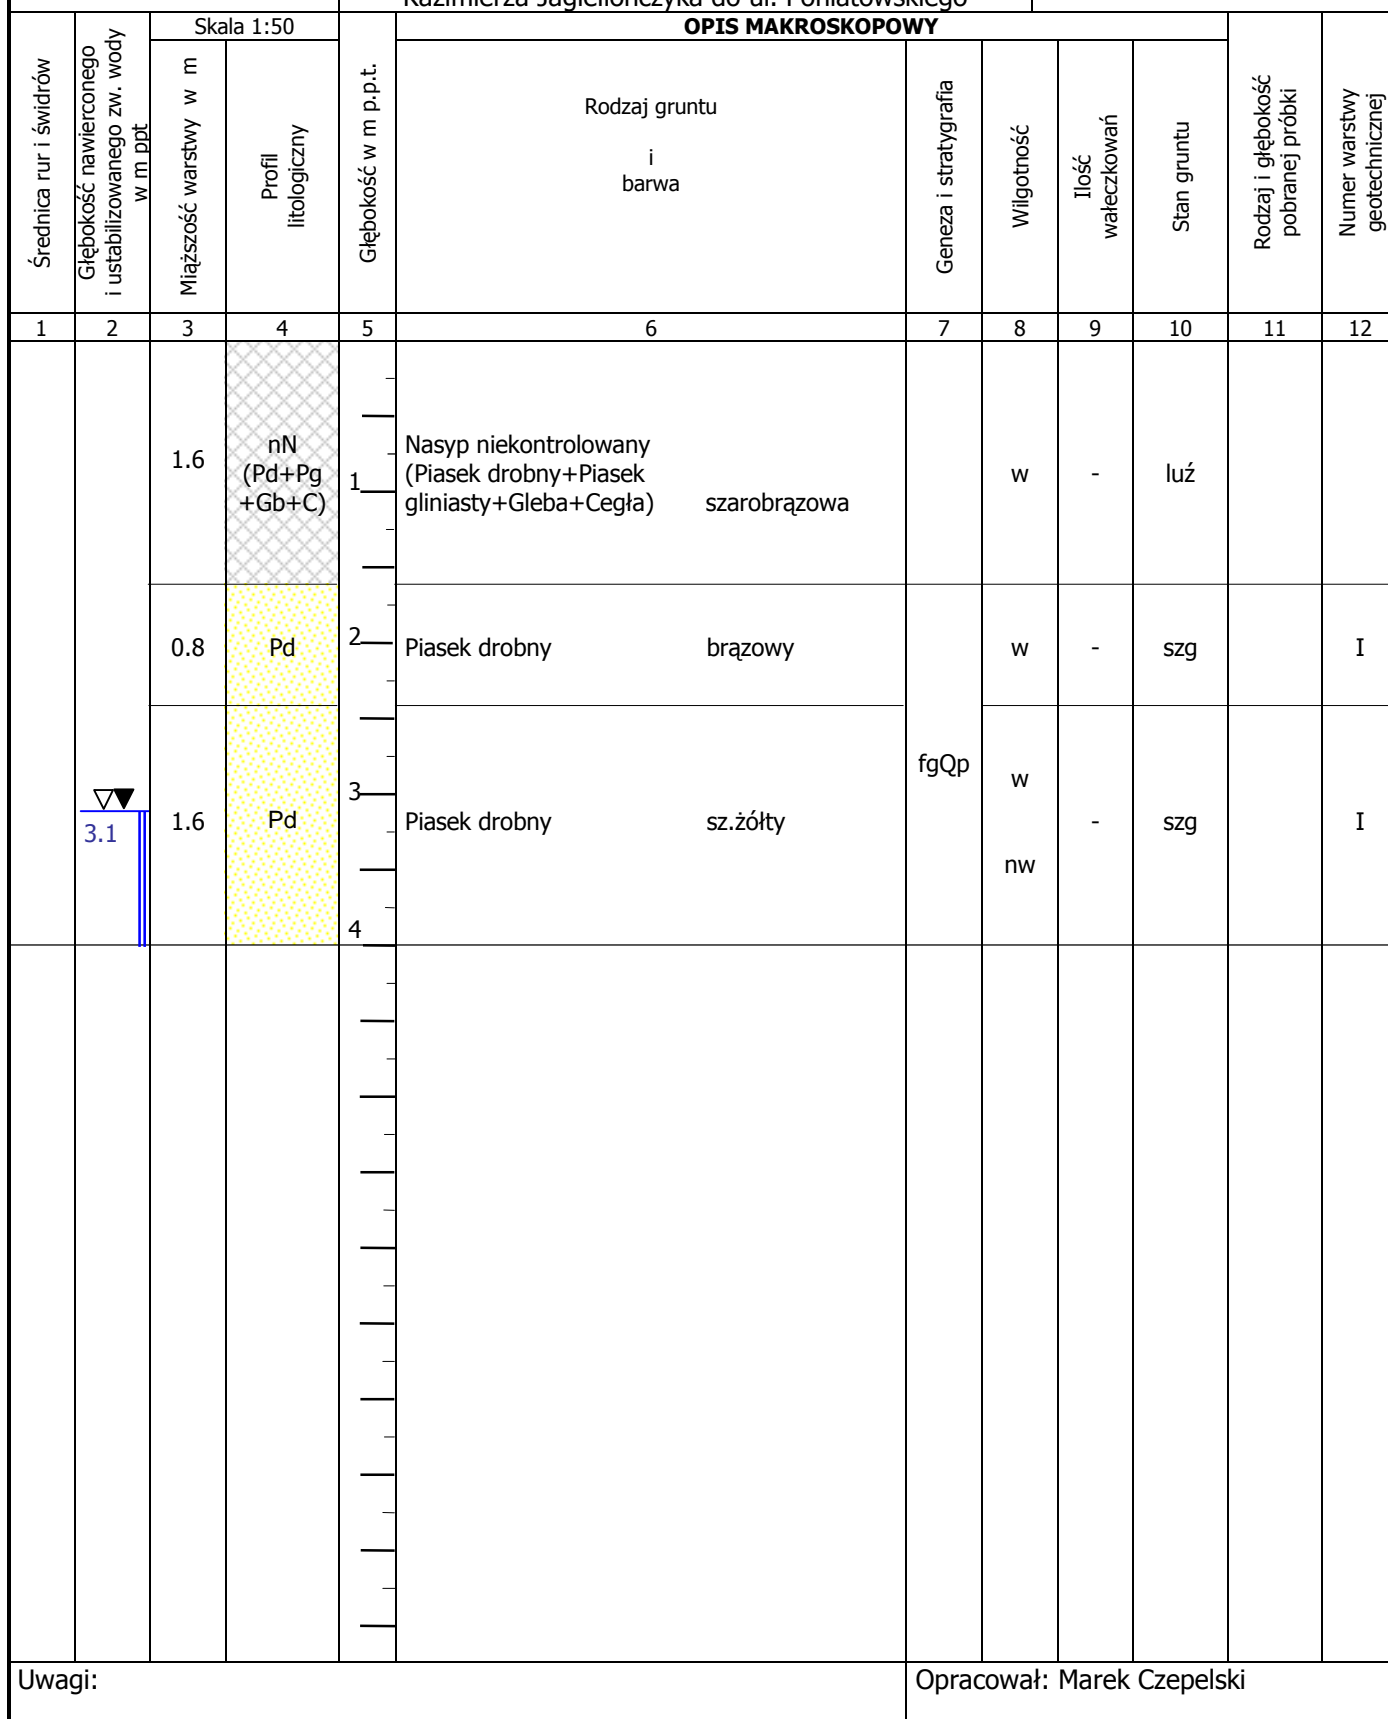 Kazimierza Jagiellończyka do ul. Poniatowskiego
Skala 1:50
OPIS MAKROSKOPOWY
Średnica rur i świdrów
Głębokość nawierconego
i ustabilizowanego zw. wody
w m ppt
Miąższość warstwy w m
Profil
litologiczny
Głębokość w m p.p.t.
Rodzaj gruntu
i
barwa
Geneza i stratygrafia
Wilgotność
Ilość
wałeczkowań
Stan gruntu
Rodzaj i głębokość
pobranej próbki
Numer warstwy
geotechnicznej
1 2 3 4 5 6 7 8 9 10 11 12
1.6
nN
(Pd+Pg
+Gb+C)
1
Nasyp niekontrolowany
(Piasek drobny+Piasek
gliniasty+Gleba+Cegła) szarobrązowa
w - luź
0.8 Pd 2 Piasek drobny brązowy w - szg I
fgQp
3.1
1.6 Pd 3 Piasek drobny sz.żółty w - szg I
nw
4
Uwagi:
Opracował: Marek Czepelski